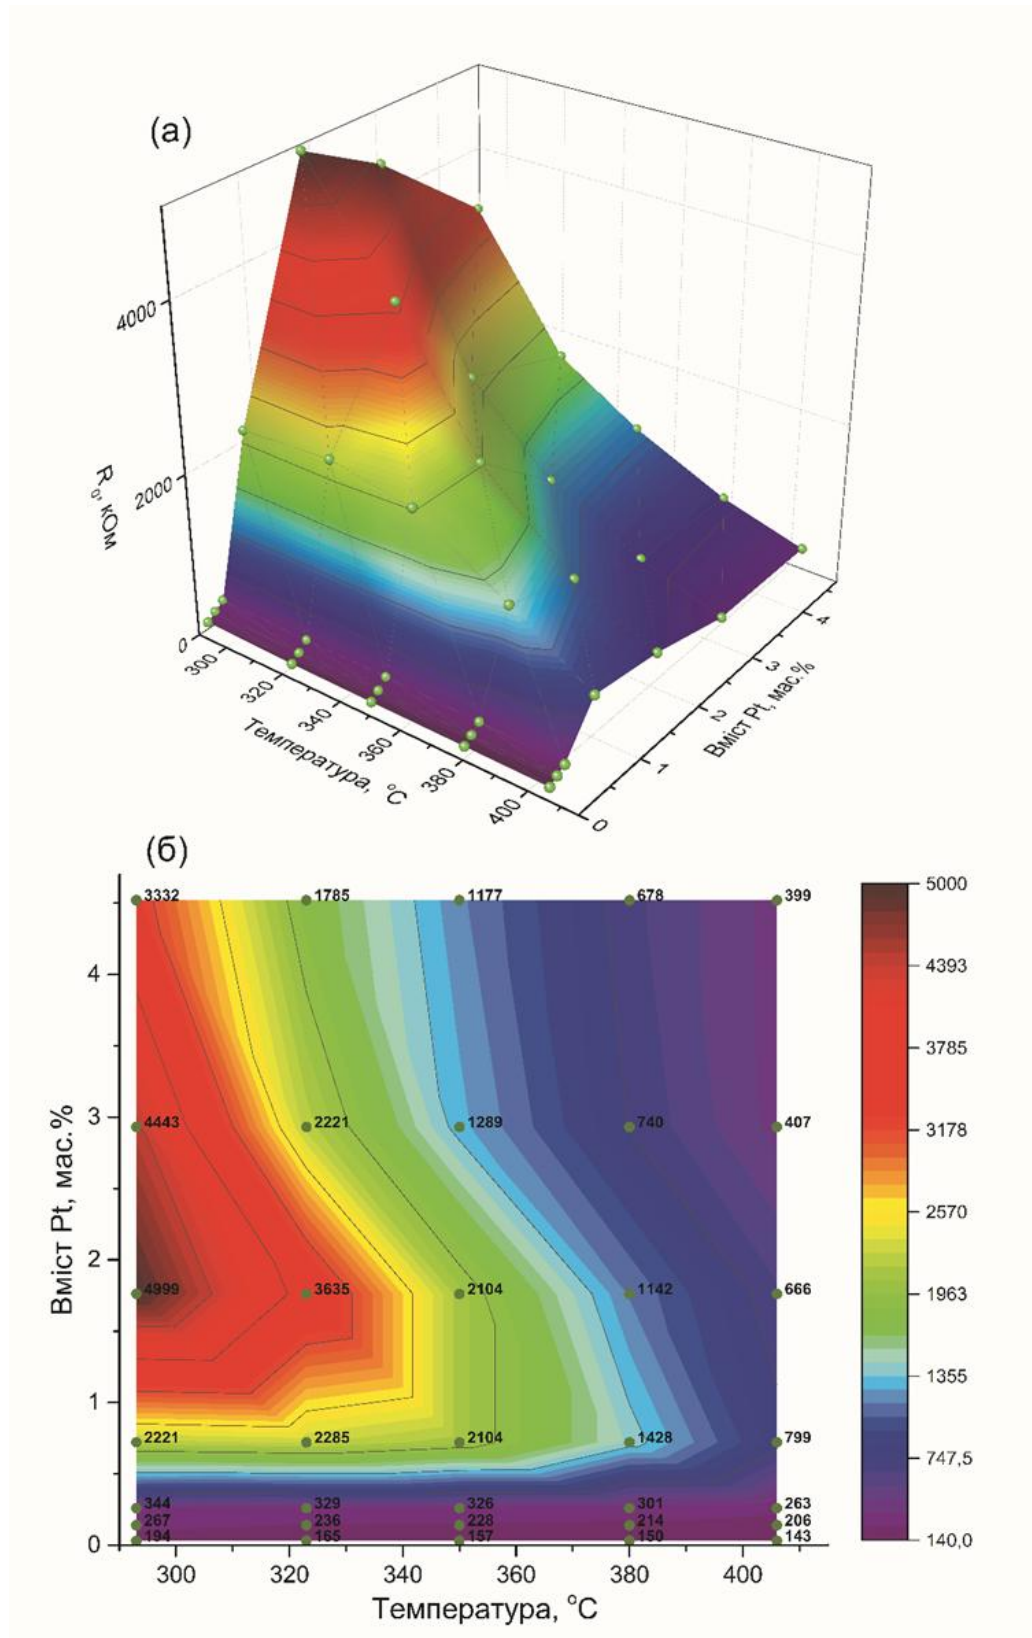 (а)
4000
2000
0
R₀, кОм
300
320
340
360
380
400
Температура, °C
0
1
2
3
4
Вміст Pt, мас.%
(б)
3332 1785 1177 678 399
4443 2221 1289 740 407
4999 3635 2104 1142 666
2221 2285 2104 1428 799
344 329 326 301 263
267 236 228 214 206
194 165 157 150 143
4
3
2
1
0
Вміст Pt, мас.%
300 320 340 360 380 400
Температура, °C
5000
4393
3785
3178
2570
1963
1355
747,5
140,0